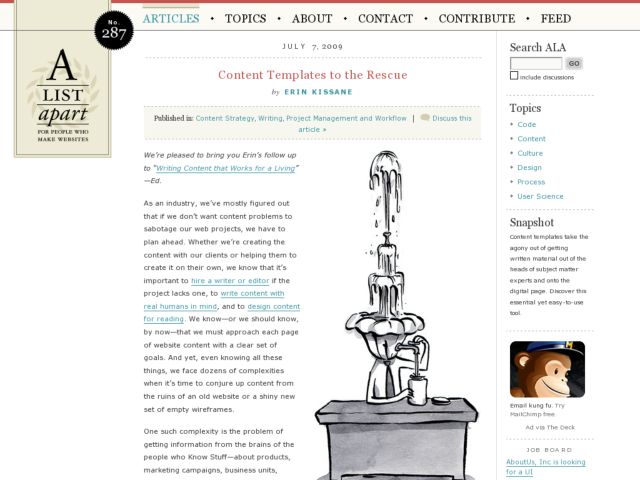 ARTICLES • TOPICS • ABOUT • CONTACT • CONTRIBUTE • FEED
No.
287
A
LIST
apart
FOR PEOPLE WHO
MAKE WEBSITES
JULY 7, 2009
Content Templates to the Rescue
by ERIN KISSANE
Published in: Content Strategy, Writing, Project Management and Workflow | Discuss this
article »
We’re pleased to bring you Erin’s follow up
to “Writing Content that Works for a Living”
—Ed.
As an industry, we’ve mostly figured out
that if we don’t want content problems to
sabotage our web projects, we have to
plan ahead. Whether we’re creating the
content with our clients or helping them to
create it on their own, we know that it’s
important to hire a writer or editor if the
project lacks one, to write content with
real humans in mind, and to design content
for reading. We know—or we should know,
by now—that we must approach each page
of website content with a clear set of
goals. And yet, even knowing all these
things, we face dozens of complexities
when it’s time to conjure up content from
the ruins of an old website or a shiny new
set of empty wireframes.
One such complexity is the problem of
getting information from the brains of the
people who Know Stuff—about products,
marketing campaigns, business units,
Search ALA
GO
include discussions
Topics
Code
Content
Culture
Design
Process
User Science
Snapshot
Content templates take the
agony out of getting
written material out of the
heads of subject matter
experts and onto the
digital page. Discover this
essential yet easy-to-use
tool.
Email kung fu. Try
MailChimp free
Ad via The Deck
JOB BOARD
AboutUs, Inc is looking
for a UI